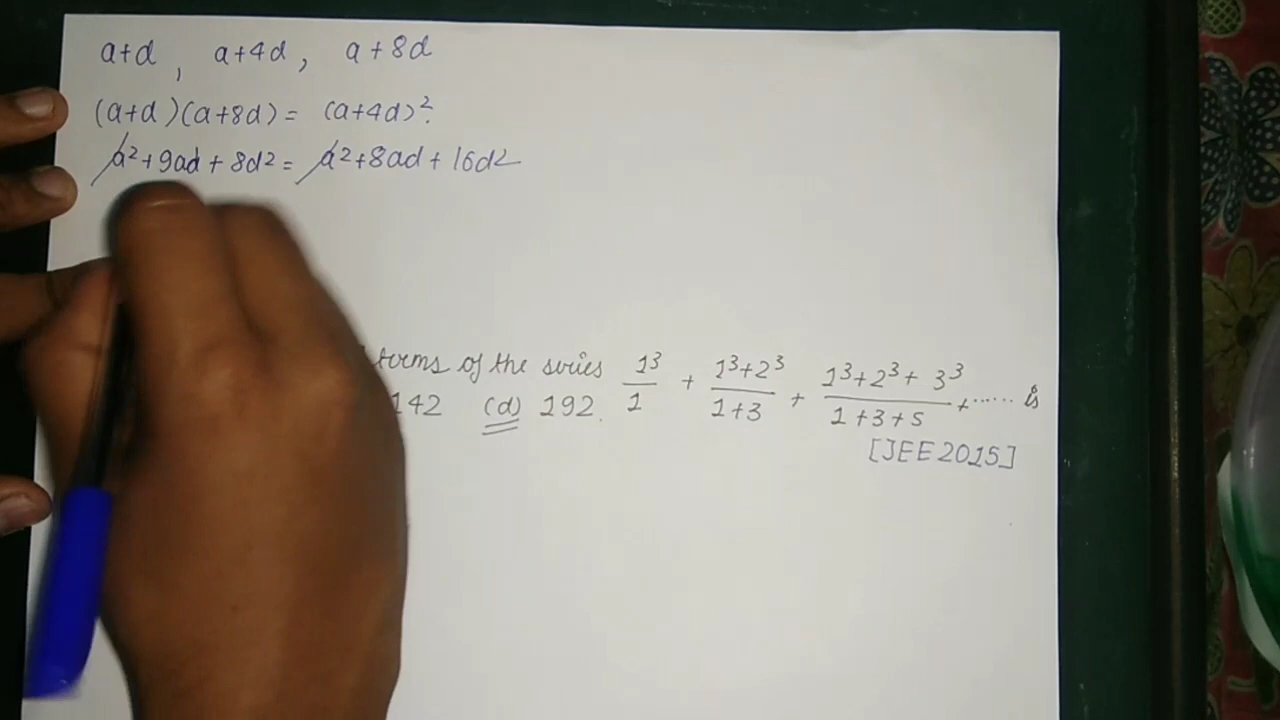 a+d, a+4d, a+8d
(a+d)(a+8d) = (a+4d)².
a²+9ad + 8d² = a²+8ad + 16d²
terms of the series 1³/1 + 1³+2³/1+3 + 1³+2³+3³/1+3+5 +...... is
142 (d) 192.
[JEE 2015]